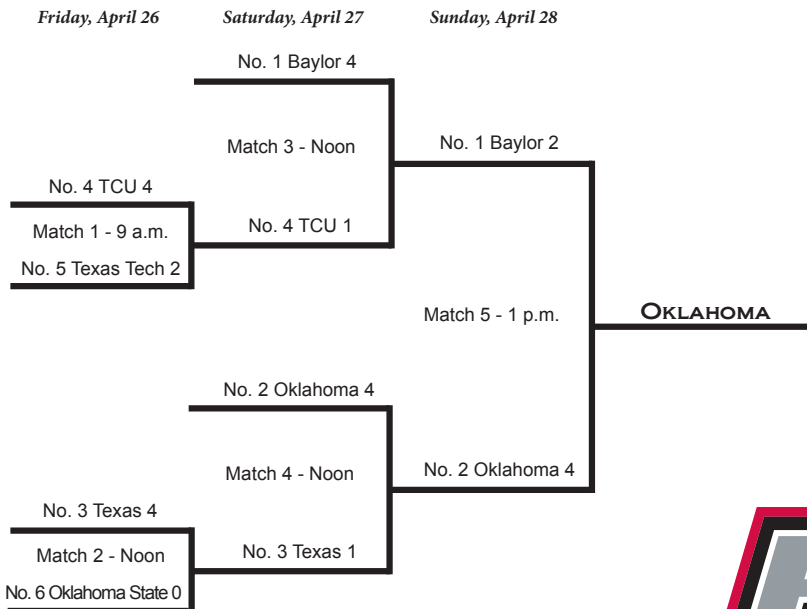 Friday, April 26
Saturday, April 27
Sunday, April 28
No. 1 Baylor 4
Match 3 - Noon
No. 1 Baylor 2
No. 4 TCU 4
Match 1 - 9 a.m.
No. 4 TCU 1
No. 5 Texas Tech 2
Match 5 - 1 p.m.
OKLAHOMA
No. 2 Oklahoma 4
Match 4 - Noon
No. 2 Oklahoma 4
No. 3 Texas 4
Match 2 - Noon
No. 3 Texas 1
No. 6 Oklahoma State 0